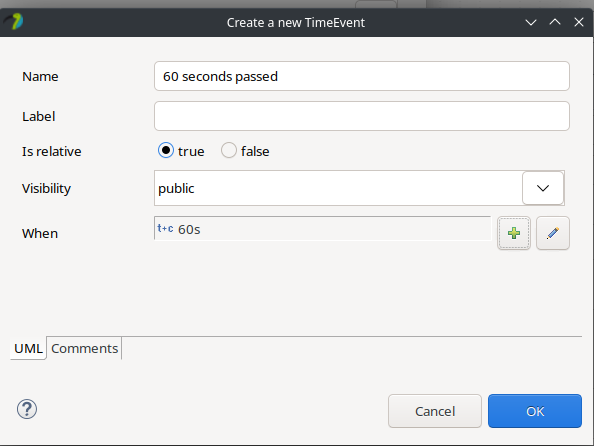 Create a new TimeEvent
Name 60 seconds passed
Label
Is relative true false
Visibility public
When t+c 60s
UML Comments
? Cancel OK